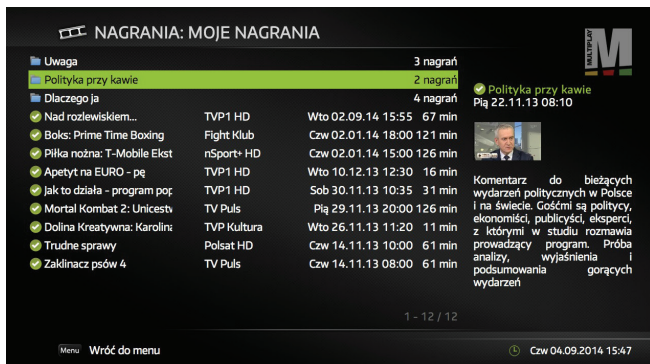 NAGRANIA: MOJE NAGRANIA
MULTIPLAY
M
Uwaga 3 nagrań
Polityka przy kawie 2 nagrań
Dlaczego ja 4 nagrań
Nad rozlewiskiem... TVP1 HD Wto 02.09.14 15:55 67 min
Boks: Prime Time Boxing Fight Klub Czw 02.01.14 18:00 121 min
Piłka nożna: T-Mobile Ekst nSport+ HD Czw 02.01.14 15:00 126 min
Apetyt na EURO - pę TVP1 HD Wto 10.12.13 12:30 16 min
Jak to działa - program pop TVP1 HD Sob 30.11.13 10:35 31 min
Mortal Kombat 2: Unicestw TV Puls Pią 29.11.13 20:00 126 min
Dolina Kreatywna: Karolina TVP Kultura Wto 26.11.13 11:20 11 min
Trudne sprawy Polsat HD Czw 14.11.13 10:00 61 min
Zaklinacz psów 4 TV Puls Czw 14.11.13 08:00 61 min
1 - 12 / 12
Polityka przy kawie
Pią 22.11.13 08:10
Komentarz do bieżących
wydarzeń politycznych w Polsce
i na świecie. Gośćmi są politycy,
ekonomiści, publicyści, eksperci,
z którymi w studiu rozmawia
prowadzący program. Próba
analizy, wyjaśnienia i
podsumowania gorących
wydarzeń
Menu Wróć do menu
Czw 04.09.2014 15:47